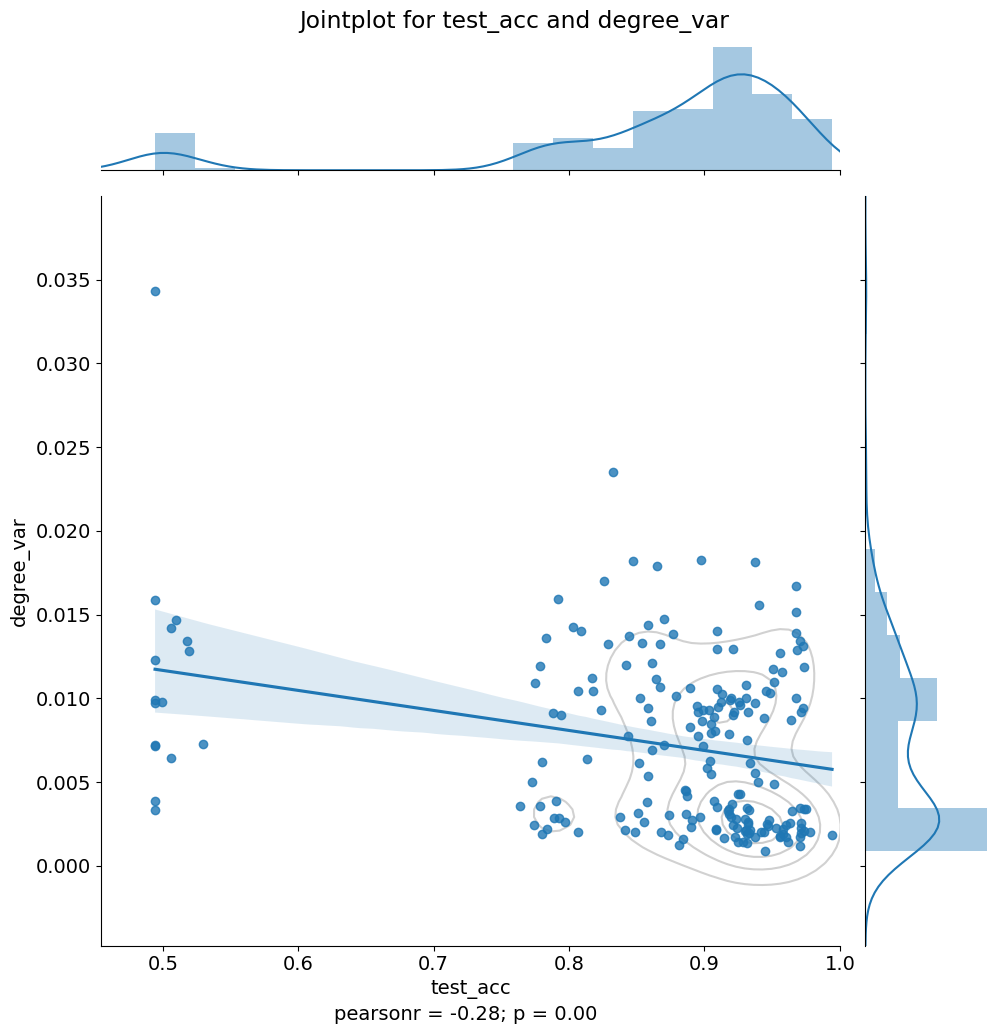 Jointplot for test_acc and degree_var
0.035
0.030
0.025
0.020
0.015
0.010
0.005
0.000
degree_var
0.5 0.6 0.7 0.8 0.9 1.0
test_acc
pearsonr = -0.28; p = 0.00